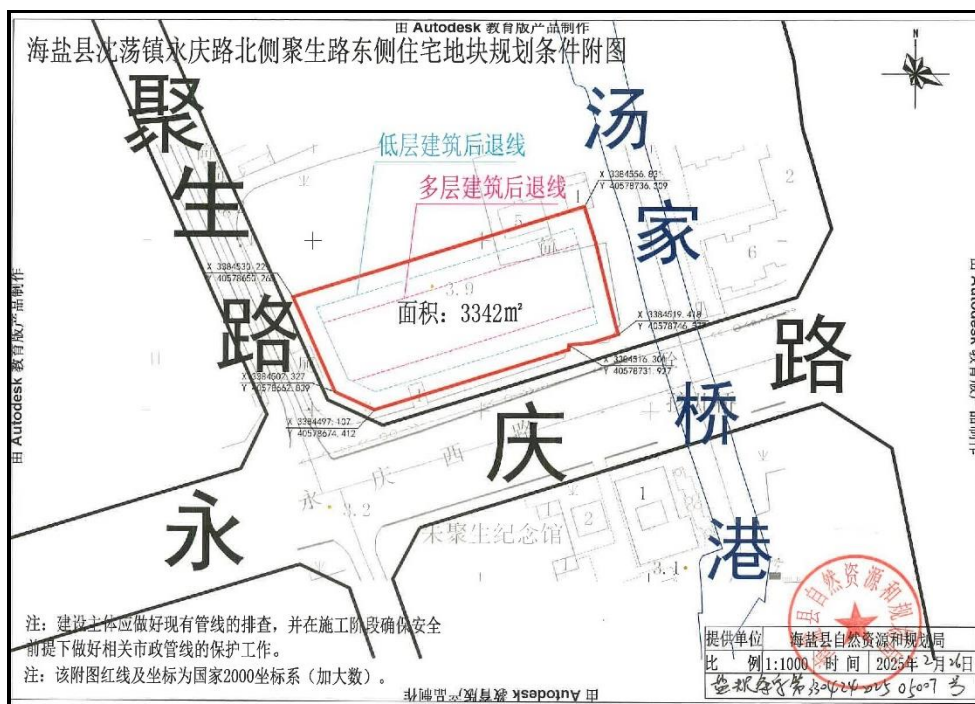 由 Autodesk 教育版产品制作
海盐县沈荡镇永庆路北侧聚生路东侧住宅地块规划条件附图
N
聚生路
汤家桥港
永庆路
低层建筑后退线
多层建筑后退线
X 3384556.831
Y 40578736.309
5
2
6
3.9
面积：3342㎡
X 3384516.304
Y 40578731.927
X 3384502.327
Y 40578662.839
X 3384497.107
Y 40578674.412
永庆西路
3.2
2
1
3.1
注：建设主体应做好现有管线的排查，并在施工阶段确保安全
前提下做好相关市政管线的保护工作。
注：该附图红线及坐标为国家2000坐标系（加大数）。
提供单位 海盐县自然资源和规划局
比 例 1:1000 时 间 2025年2月26日
由 Autodesk 教育版产品制作
由 Autodesk 教育版产品制作
由 Autodesk 教育版产品制作